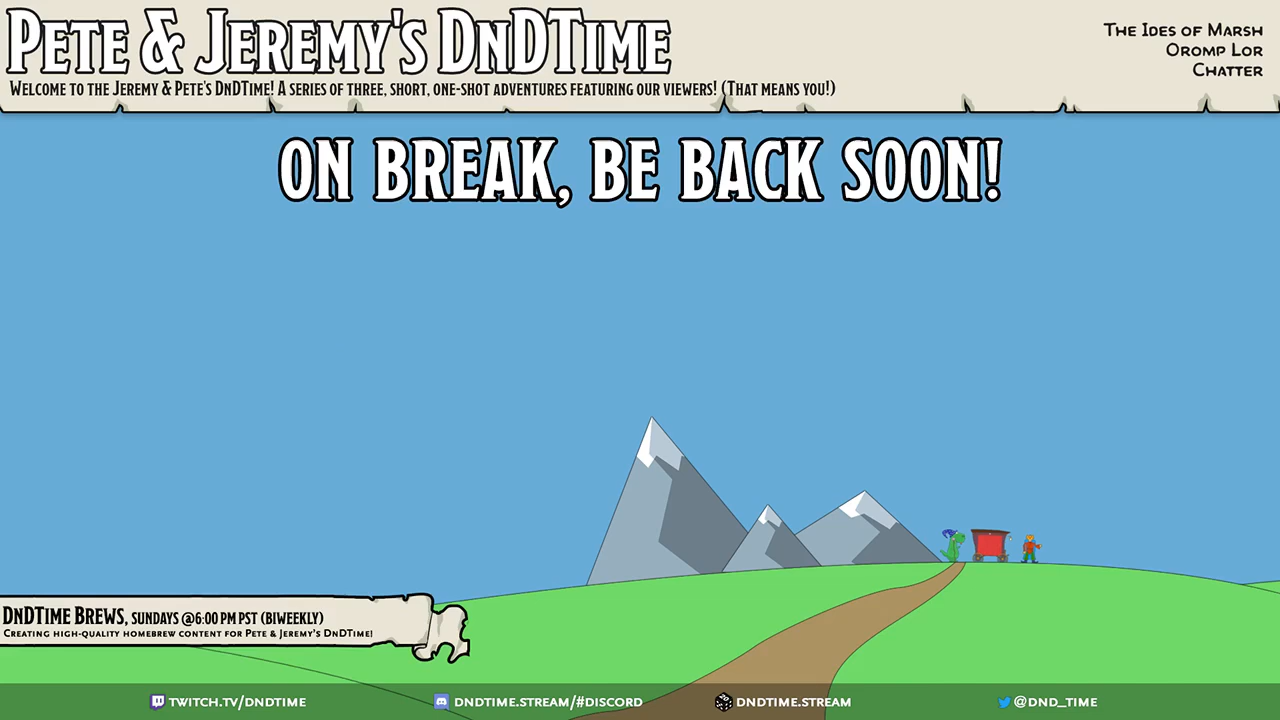 Pete & Jeremy's DnDTime
Welcome to the Jeremy & Pete's DnDTime! A series of three, short, one-shot adventures featuring our viewers! (That means you!)
The Ides of Marsh
Oromp Lor
Chatter
ON BREAK, BE BACK SOON!
DnDTime Brews, Sundays @6:00 PM PST (Biweekly)
Creating high-quality homebrew content for Pete & Jeremy's DnDTime!
TWITCH.TV/DNDTIME
DNDTIME.STREAM/#DISCORD
DNDTIME.STREAM
@DND_TIME